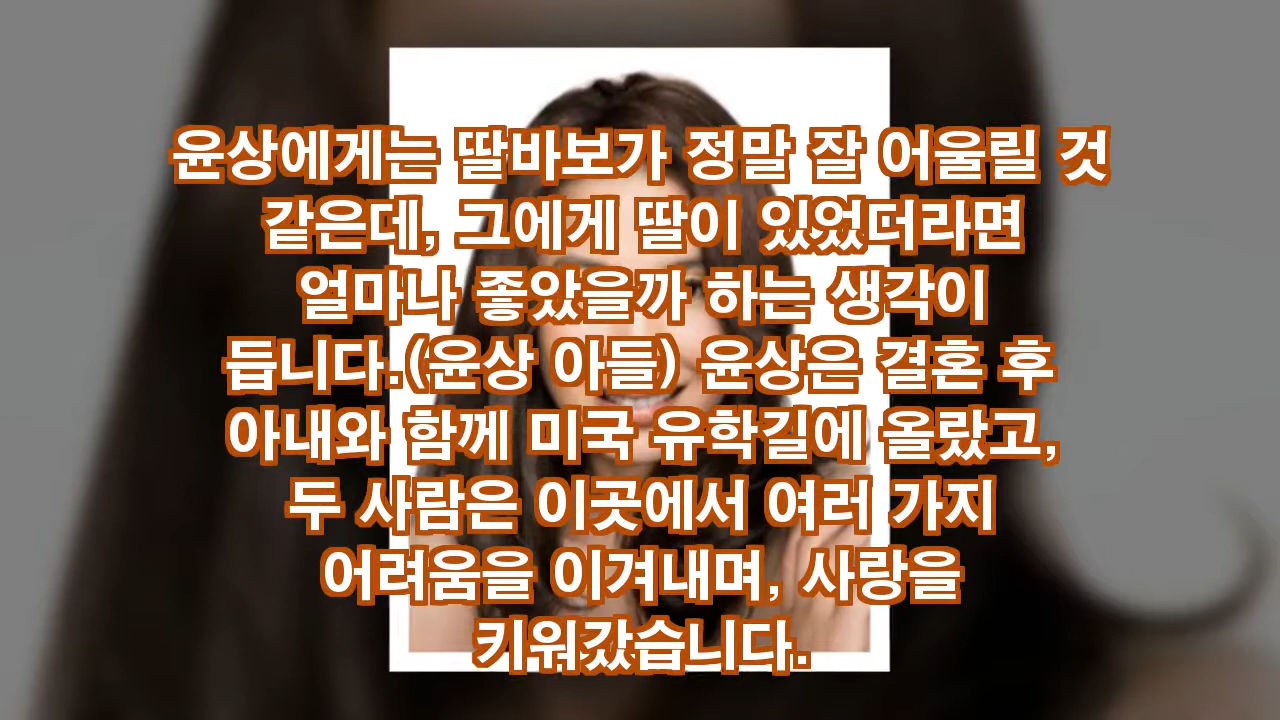 윤상에게는 딸바보가 정말 잘 어울릴 것
같은데, 그에게 딸이 있었더라면
얼마나 좋았을까 하는 생각이
듭니다.(윤상 아들) 윤상은 결혼 후
아내와 함께 미국 유학길에 올랐고,
두 사람은 이곳에서 여러 가지
어려움을 이겨내며, 사랑을
키워갔습니다.